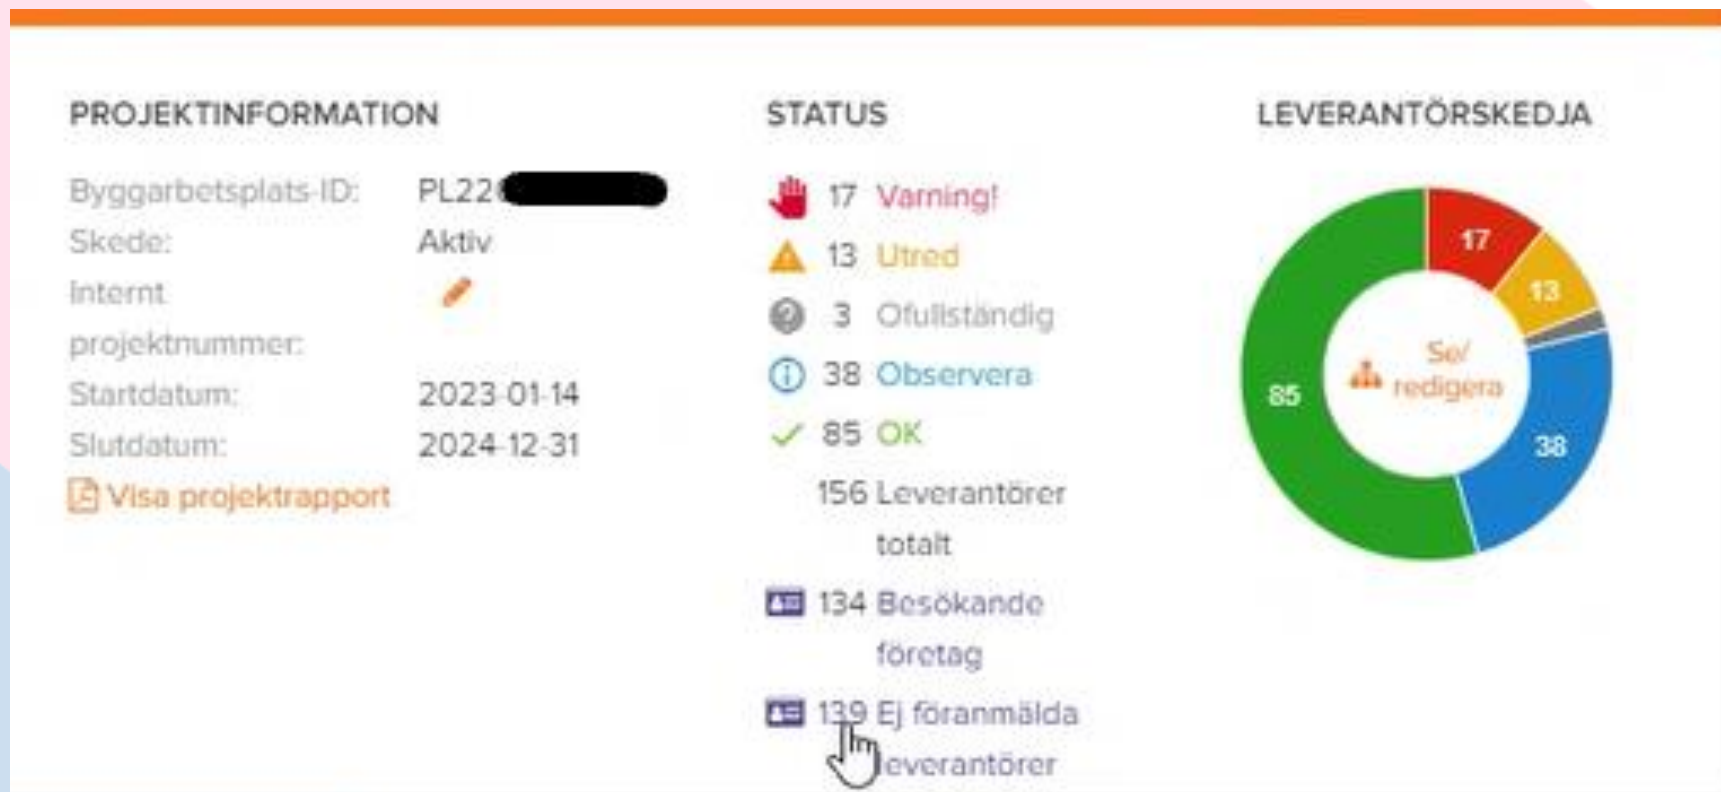 PROJEKTINFORMATION
Byggarbetsplats-ID: PL22
Skede: Aktiv
Internt
projektnummer:
Startdatum: 2023-01-14
Slutdatum: 2024-12-31
Visa projektrapport
STATUS
17 Varning!
13 Utred
3 Ofullständig
38 Observera
85 OK
156 Leverantörer
totalt
134 Besökande
företag
139 Ej föranmälda
leverantörer
LEVERANTÖRSKEDJA
17
13
85
Se/
redigera
38